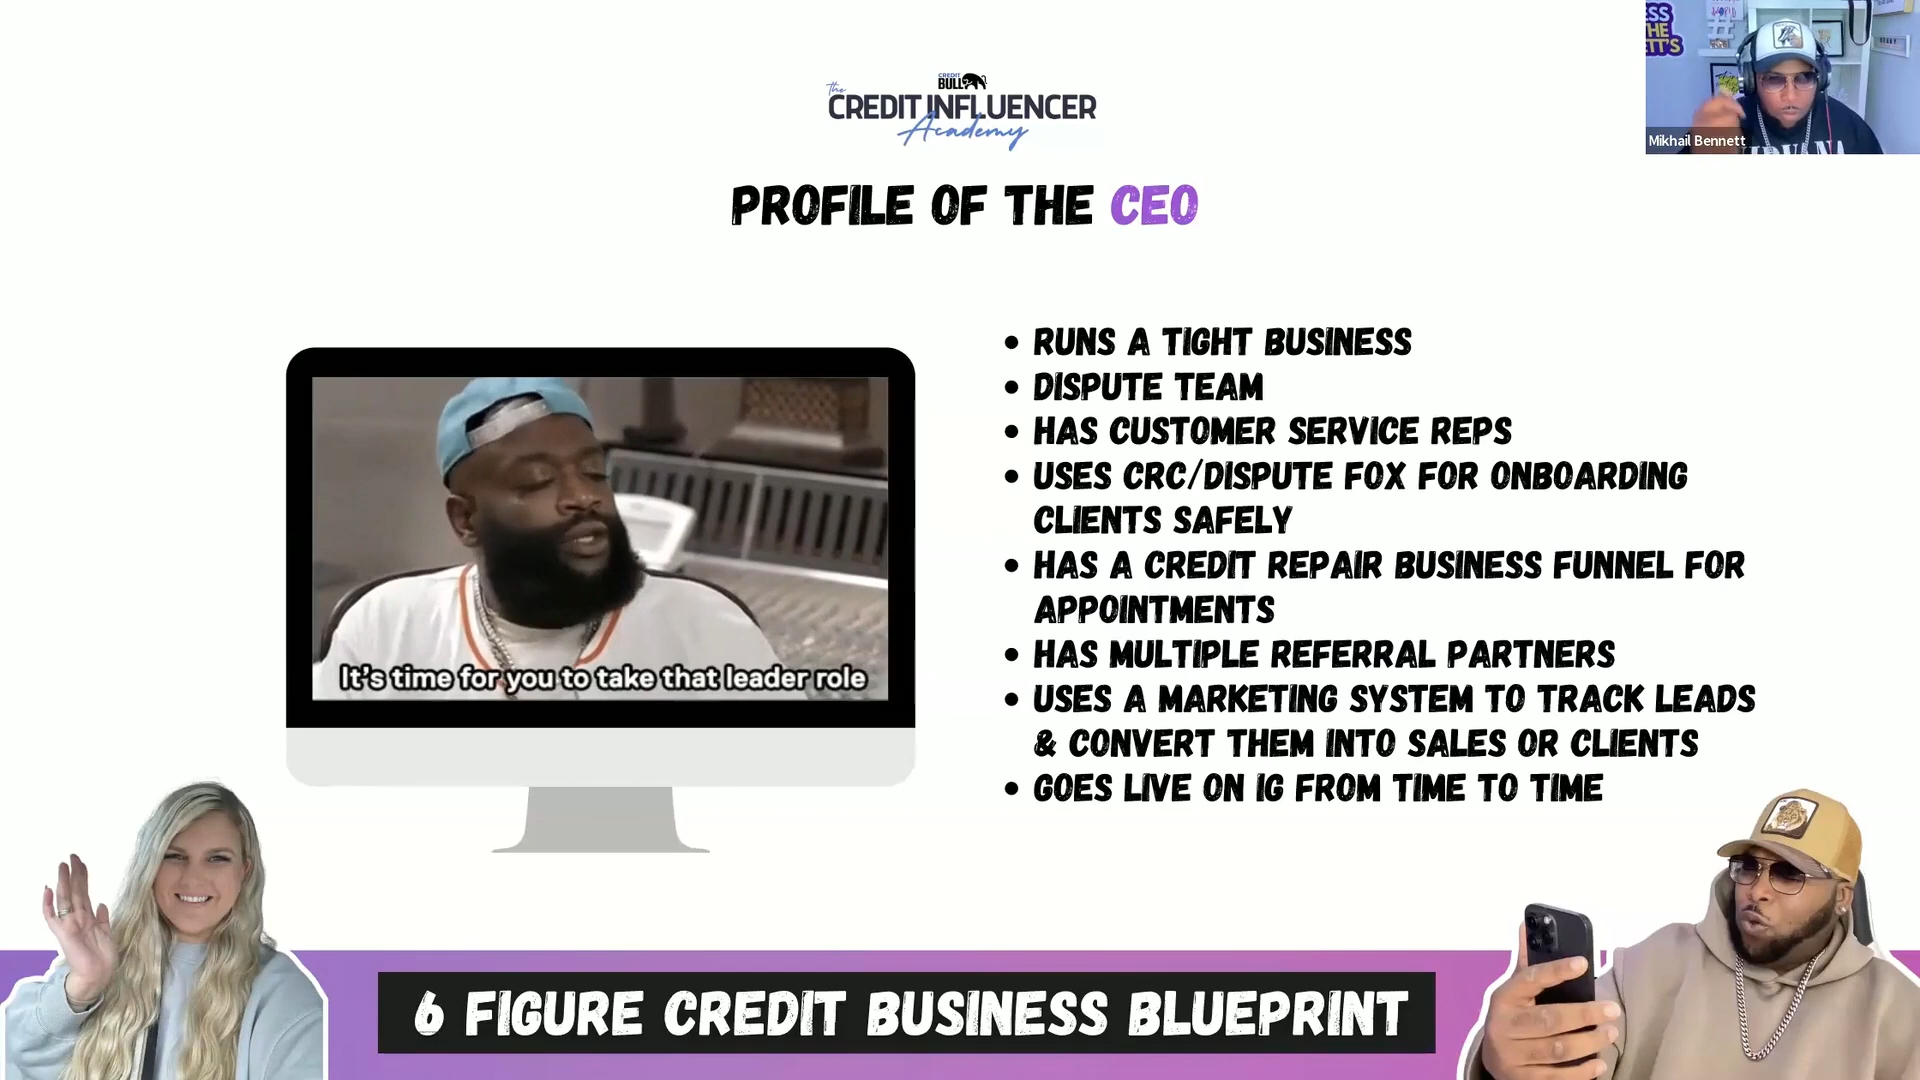 ESS
THE
ETT'S
Mikhail Bennett
CREDIT
BULL
the
CREDIT INFLUENCER
Academy
PROFILE OF THE CEO
• RUNS A TIGHT BUSINESS
• DISPUTE TEAM
• HAS CUSTOMER SERVICE REPS
• USES CRC/DISPUTE FOX FOR ONBOARDING
CLIENTS SAFELY
• HAS A CREDIT REPAIR BUSINESS FUNNEL FOR
APPOINTMENTS
• HAS MULTIPLE REFERRAL PARTNERS
• USES A MARKETING SYSTEM TO TRACK LEADS
& CONVERT THEM INTO SALES OR CLIENTS
• GOES LIVE ON IG FROM TIME TO TIME
It's time for you to take that leader role
6 FIGURE CREDIT BUSINESS BLUEPRINT